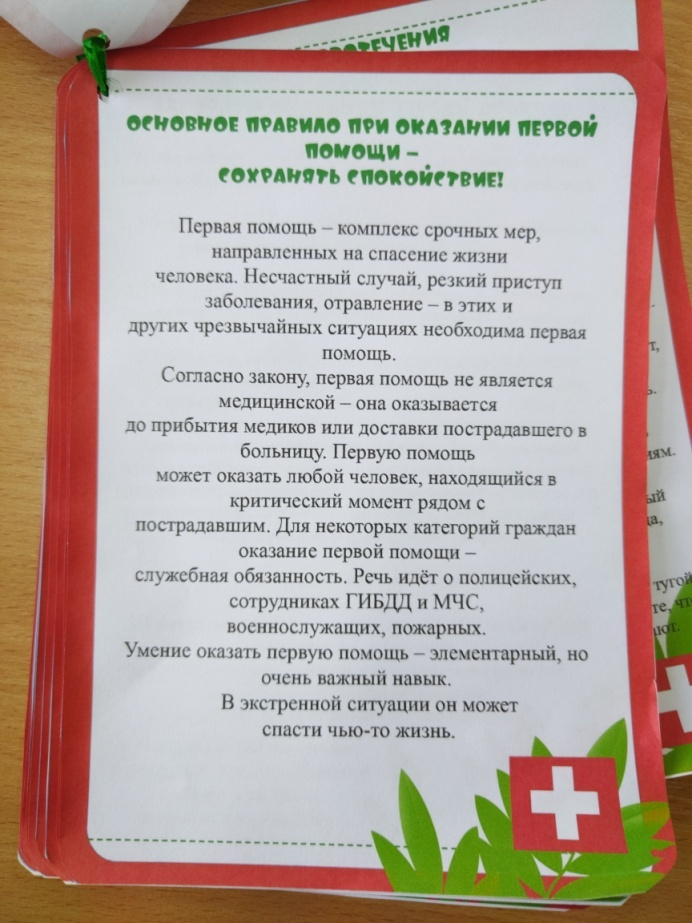 ОТЕЧЕНИЯ
ОСНОВНОЕ ПРАВИЛО ПРИ ОКАЗАНИИ ПЕРВОЙ
ПОМОЩИ –
СОХРАНЯТЬ СПОКОЙСТВИЕ!
Первая помощь – комплекс срочных мер,
направленных на спасение жизни
человека. Несчастный случай, резкий приступ
заболевания, отравление – в этих и
других чрезвычайных ситуациях необходима первая
помощь.
Согласно закону, первая помощь не является
медицинской – она оказывается
до прибытия медиков или доставки пострадавшего в
больницу. Первую помощь
может оказать любой человек, находящийся в
критический момент рядом с
пострадавшим. Для некоторых категорий граждан
оказание первой помощи –
служебная обязанность. Речь идёт о полицейских,
сотрудниках ГИБДД и МЧС,
военнослужащих, пожарных.
Умение оказать первую помощь – элементарный, но
очень важный навык.
В экстренной ситуации он может
спасти чью-то жизнь.
тугой